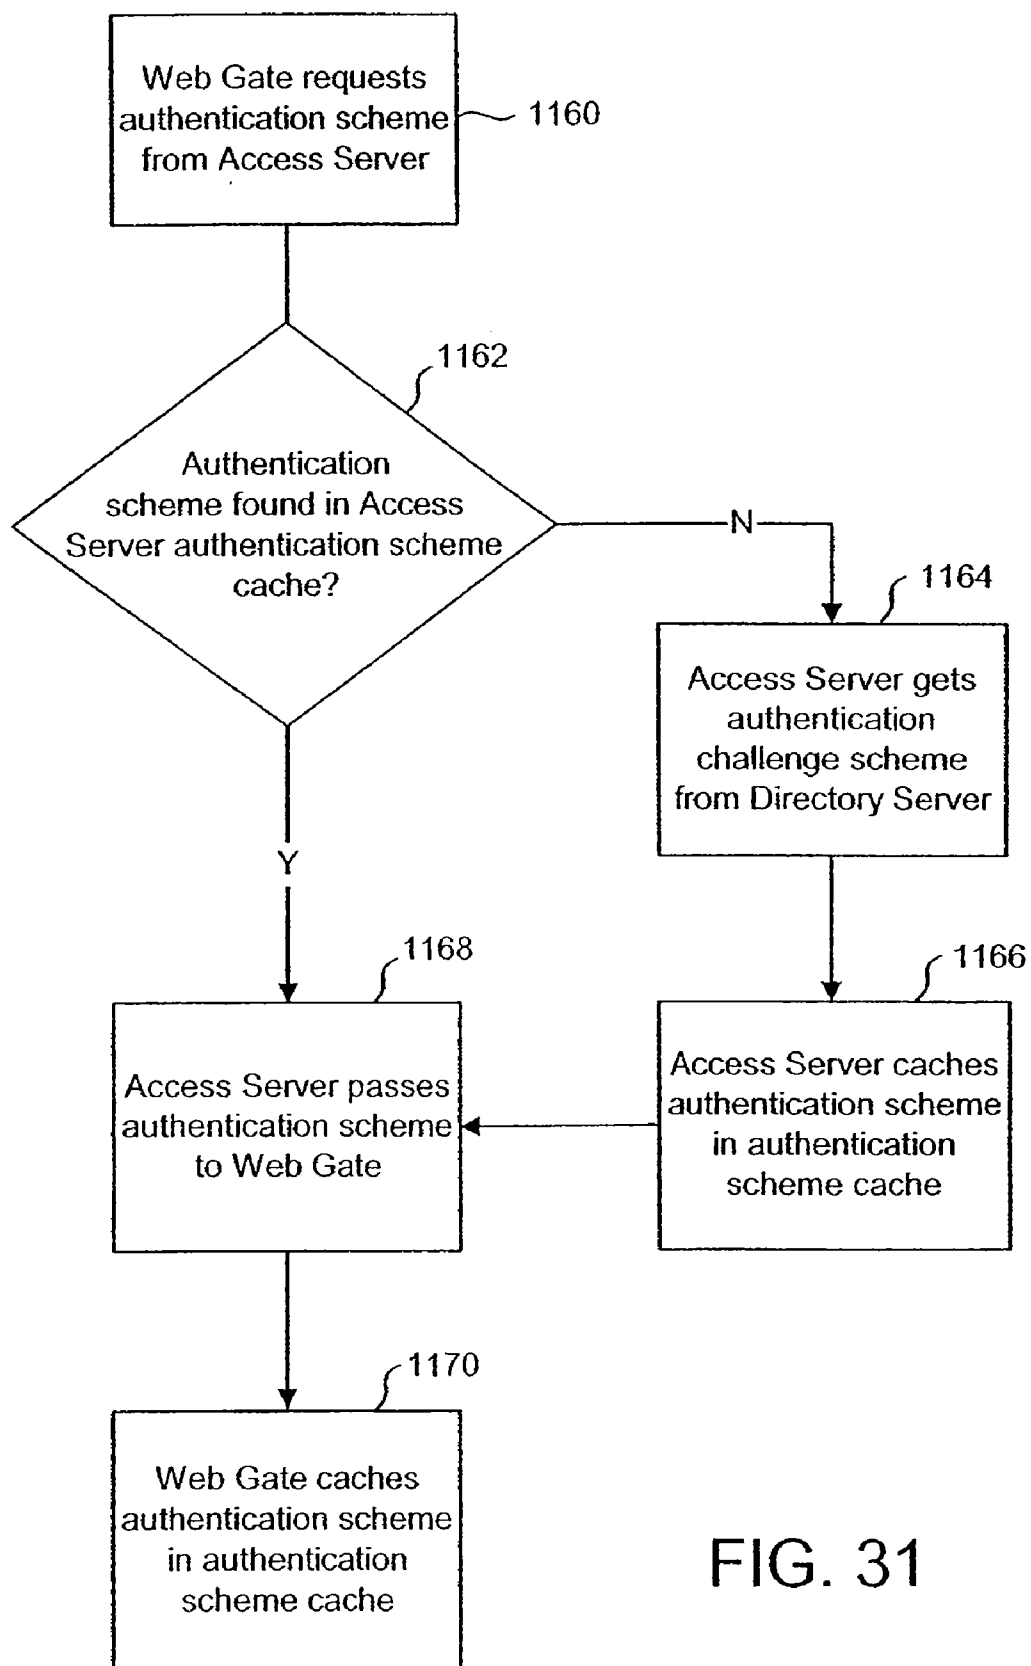 Web Gate requests
authentication scheme
from Access Server
1160
1162
Authentication
scheme found in Access
Server authentication scheme
cache?
N
1164
Access Server gets
authentication
challenge scheme
from Directory Server
Y
1168
Access Server passes
authentication scheme
to Web Gate
1166
Access Server caches
authentication scheme
in authentication
scheme cache
1170
Web Gate caches
authentication scheme
in authentication
scheme cache
FIG. 31